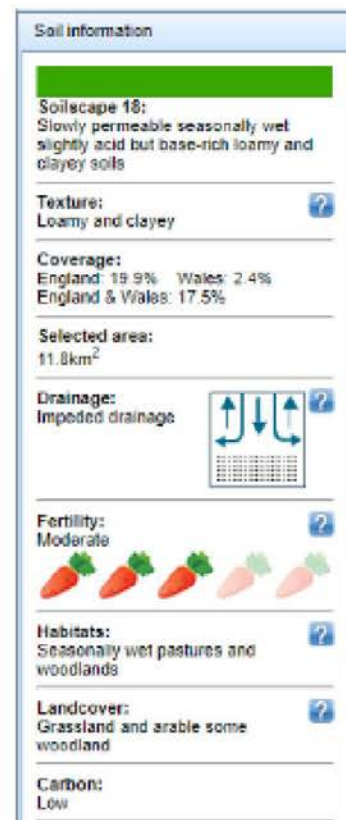 Soil information
Soilscape 18:
Slowly permeable seasonally wet
slightly acid but base-rich loamy and
clayey soils
Texture:
?
Loamy and clayey
Coverage:
England: 19.9% Wales: 2.4%
England & Wales: 17.5%
Selected area:
11.8km²
Drainage:
?
Impeded drainage
Fertility:
?
Moderate
Habitats:
?
Seasonally wet pastures and
woodlands
Landcover:
?
Grassland and arable some
woodland
Carbon:
Low